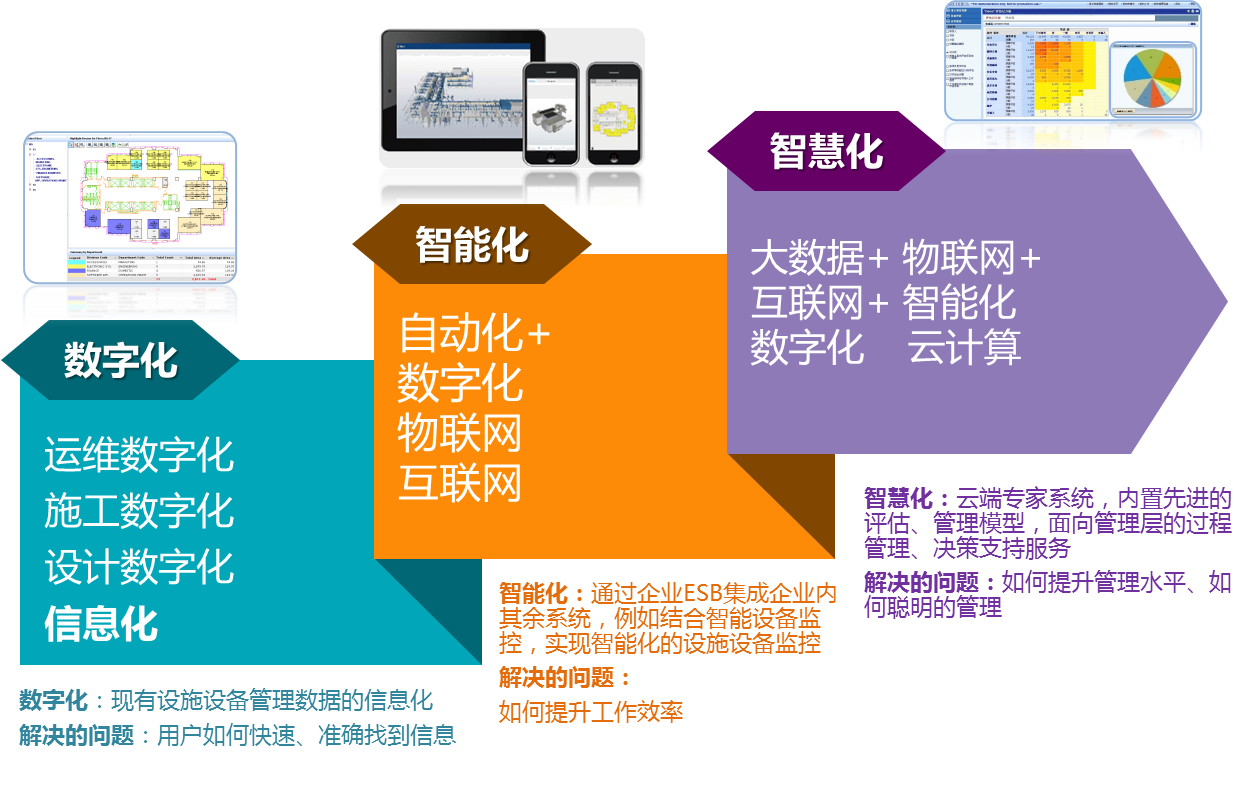 数字化
运维数字化
施工数字化
设计数字化
信息化
数字化：现有设施设备管理数据的信息化
解决的问题：用户如何快速、准确找到信息
智能化
自动化+
数字化
物联网
互联网
智能化：通过企业ESB集成企业内
其余系统，例如结合智能设备监
控，实现智能化的设施设备监控
解决的问题：
如何提升工作效率
智慧化
大数据+ 物联网+
互联网+ 智能化
数字化 云计算
智慧化：云端专家系统，内置先进的
评估、管理模型，面向管理层的过程
管理、决策支持服务
解决的问题：如何提升管理水平、如
何聪明的管理